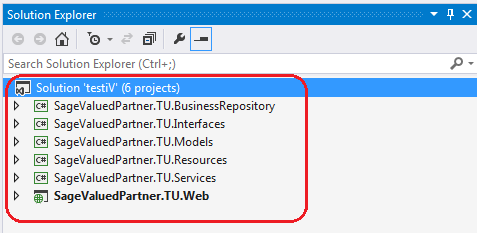 Solution Explorer
Search Solution Explorer (Ctrl+;)
Solution 'testiV' (6 projects)
C# SageValuedPartner.TU.BusinessRepository
C# SageValuedPartner.TU.Interfaces
C# SageValuedPartner.TU.Models
C# SageValuedPartner.TU.Resources
C# SageValuedPartner.TU.Services
SageValuedPartner.TU.Web